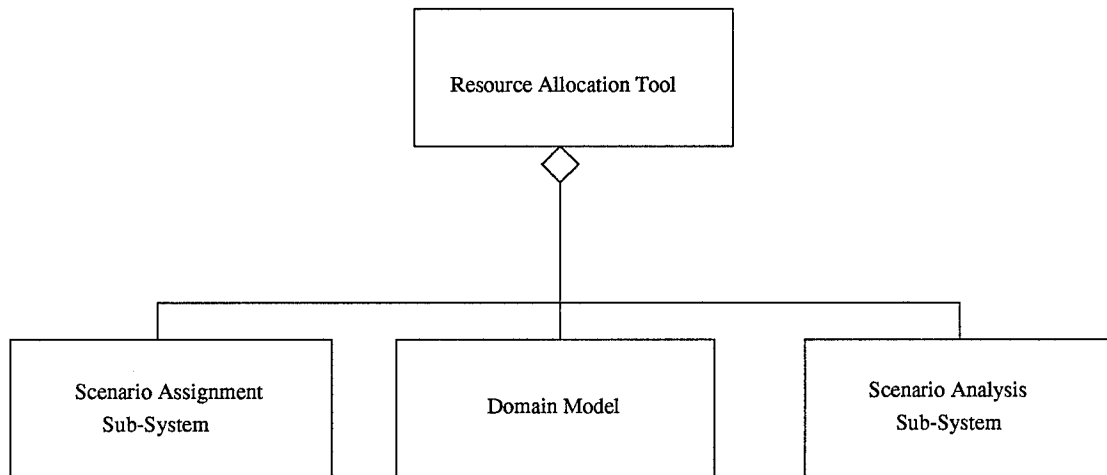 Resource Allocation Tool
Scenario Assignment
Sub-System
Domain Model
Scenario Analysis
Sub-System